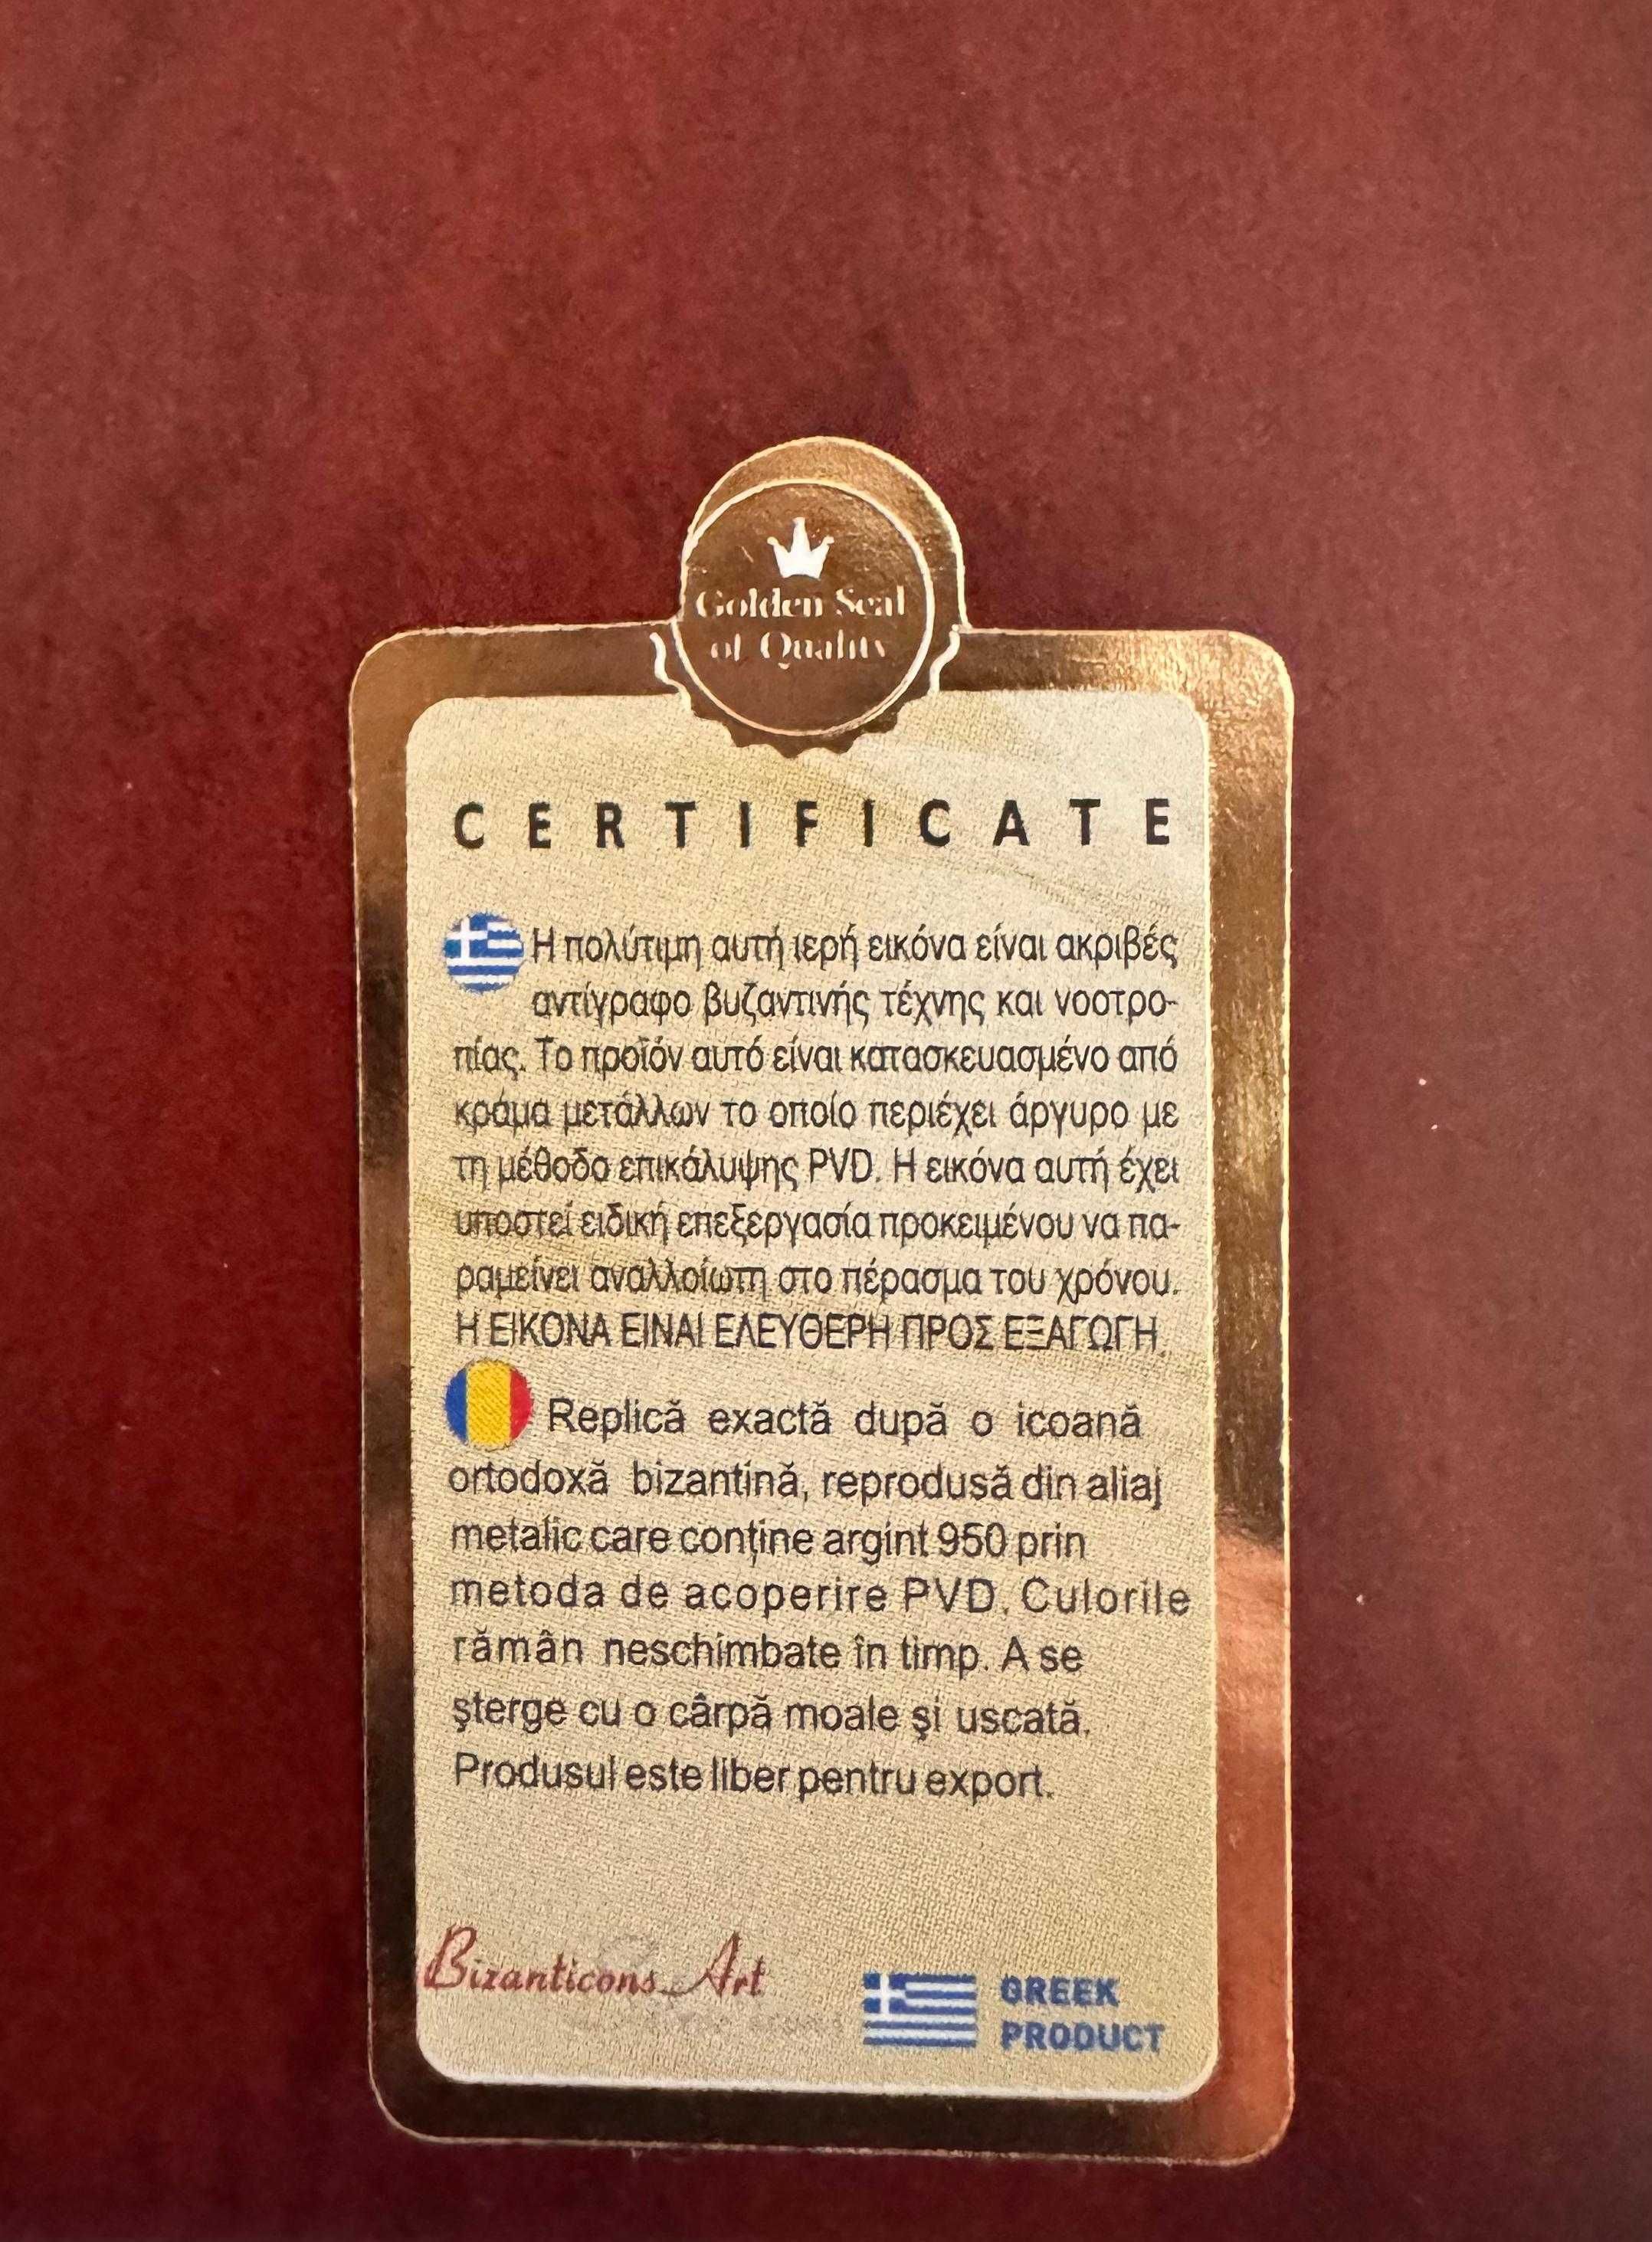 Golden Seal
of Quality
CERTIFICATE
Η πολύτιμη αυτή ιερή εικόνα είναι ακριβές
αντίγραφο βυζαντινής τέχνης και νοοτρο-
πίας. Το προϊόν αυτό είναι κατασκευασμένο από
κράμα μετάλλων το οποίο περιέχει άργυρο με
τη μέθοδο επικάλυψης PVD. Η εικόνα αυτή έχει
υποστεί ειδική επεξεργασία προκειμένου να πα-
ραμείνει αναλλοίωτη στο πέρασμα του χρόνου.
Η ΕΙΚΟΝΑ ΕΙΝΑΙ ΕΛΕΥΘΕΡΗ ΠΡΟΣ ΕΞΑΓΩΓΗ.
Replică exactă după o icoană
ortodoxă bizantină, reprodusă din aliaj
metalic care conține argint 950 prin
metoda de acoperire PVD. Culorile
rămân neschimbate în timp. A se
şterge cu o cârpă moale şi uscată.
Produsul este liber pentru export.
Bizanticons Art
GREEK
PRODUCT